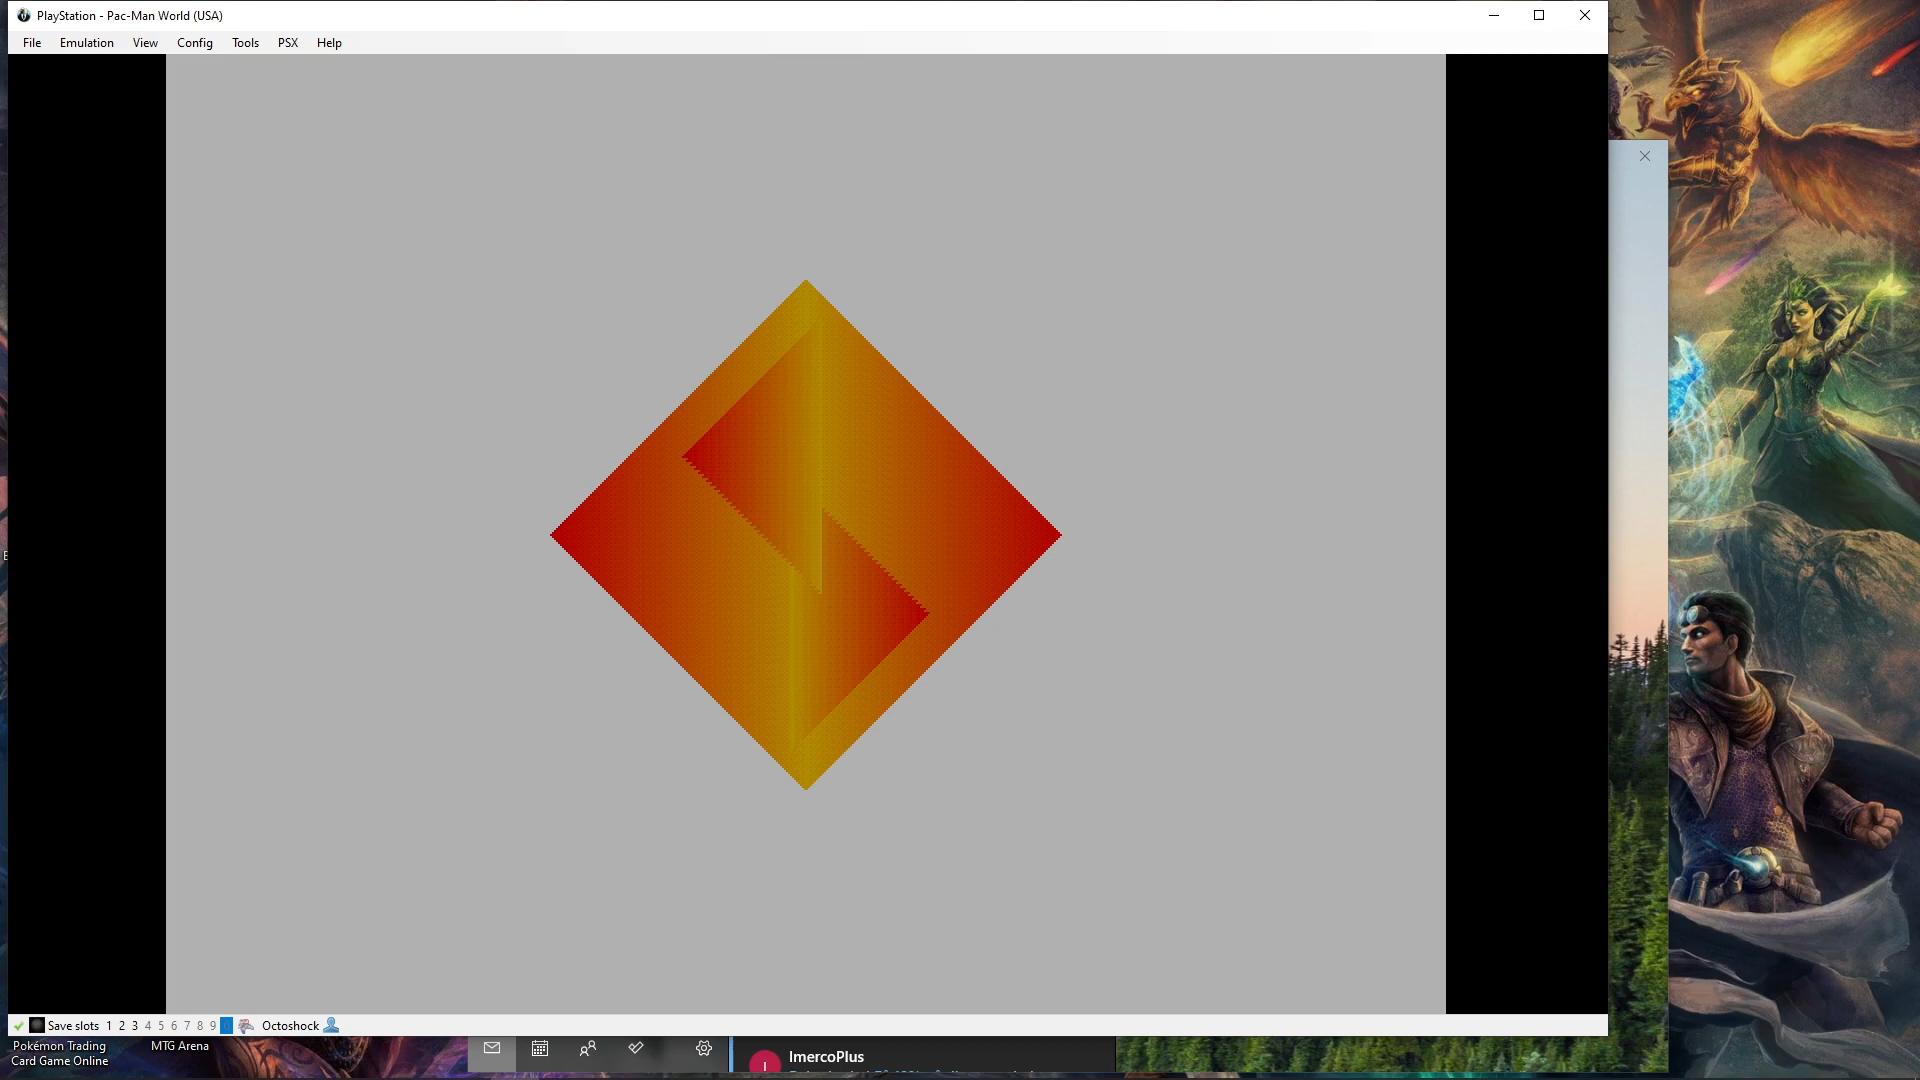 PlayStation - Pac-Man World (USA)
File Emulation View Config Tools PSX Help
Save slots 1 2 3 4 5 6 7 8 9 Octoshock
Pokémon Trading
Card Game Online
MTG Arena
I
ImercoPlus